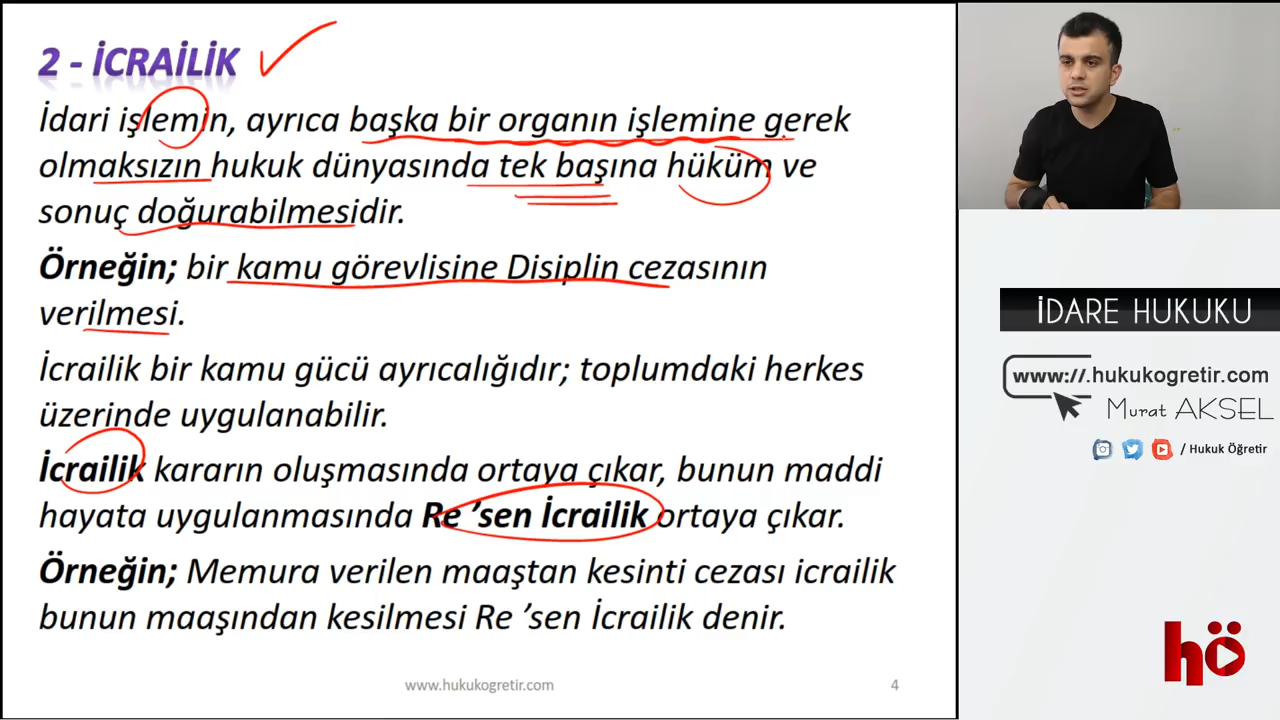 2 - İCRAİLİK
İdari işlemin, ayrıca başka bir organın işlemine gerek
olmaksızın hukuk dünyasında tek başına hüküm ve
sonuç doğurabilmesidir.
Örneğin; bir kamu görevlisine Disiplin cezasının
verilmesi.
İcrailik bir kamu gücü ayrıcalığıdır; toplumdaki herkes
üzerinde uygulanabilir.
İcrailik kararın oluşmasında ortaya çıkar, bunun maddi
hayata uygulanmasında Re ’sen İcrailik ortaya çıkar.
Örneğin; Memura verilen maaştan kesinti cezası icrailik
bunun maaşından kesilmesi Re ’sen İcrailik denir.
www.hukukogretir.com
4
İDARE HUKUKU
www://.hukukogretir.com
Murat AKSEL
/ Hukuk Öğretir
hö